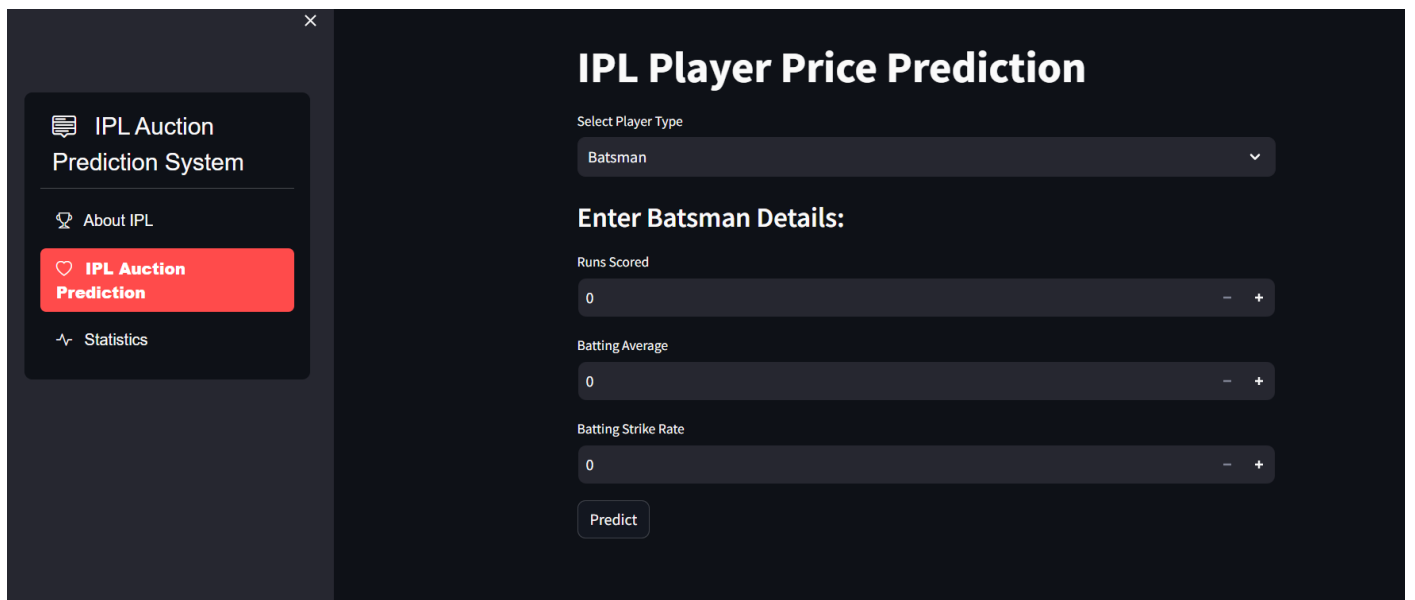 IPL Auction
Prediction System
About IPL
IPL Auction
Prediction
Statistics
IPL Player Price Prediction
Select Player Type
Batsman
Enter Batsman Details:
Runs Scored
0
Batting Average
0
Batting Strike Rate
0
Predict